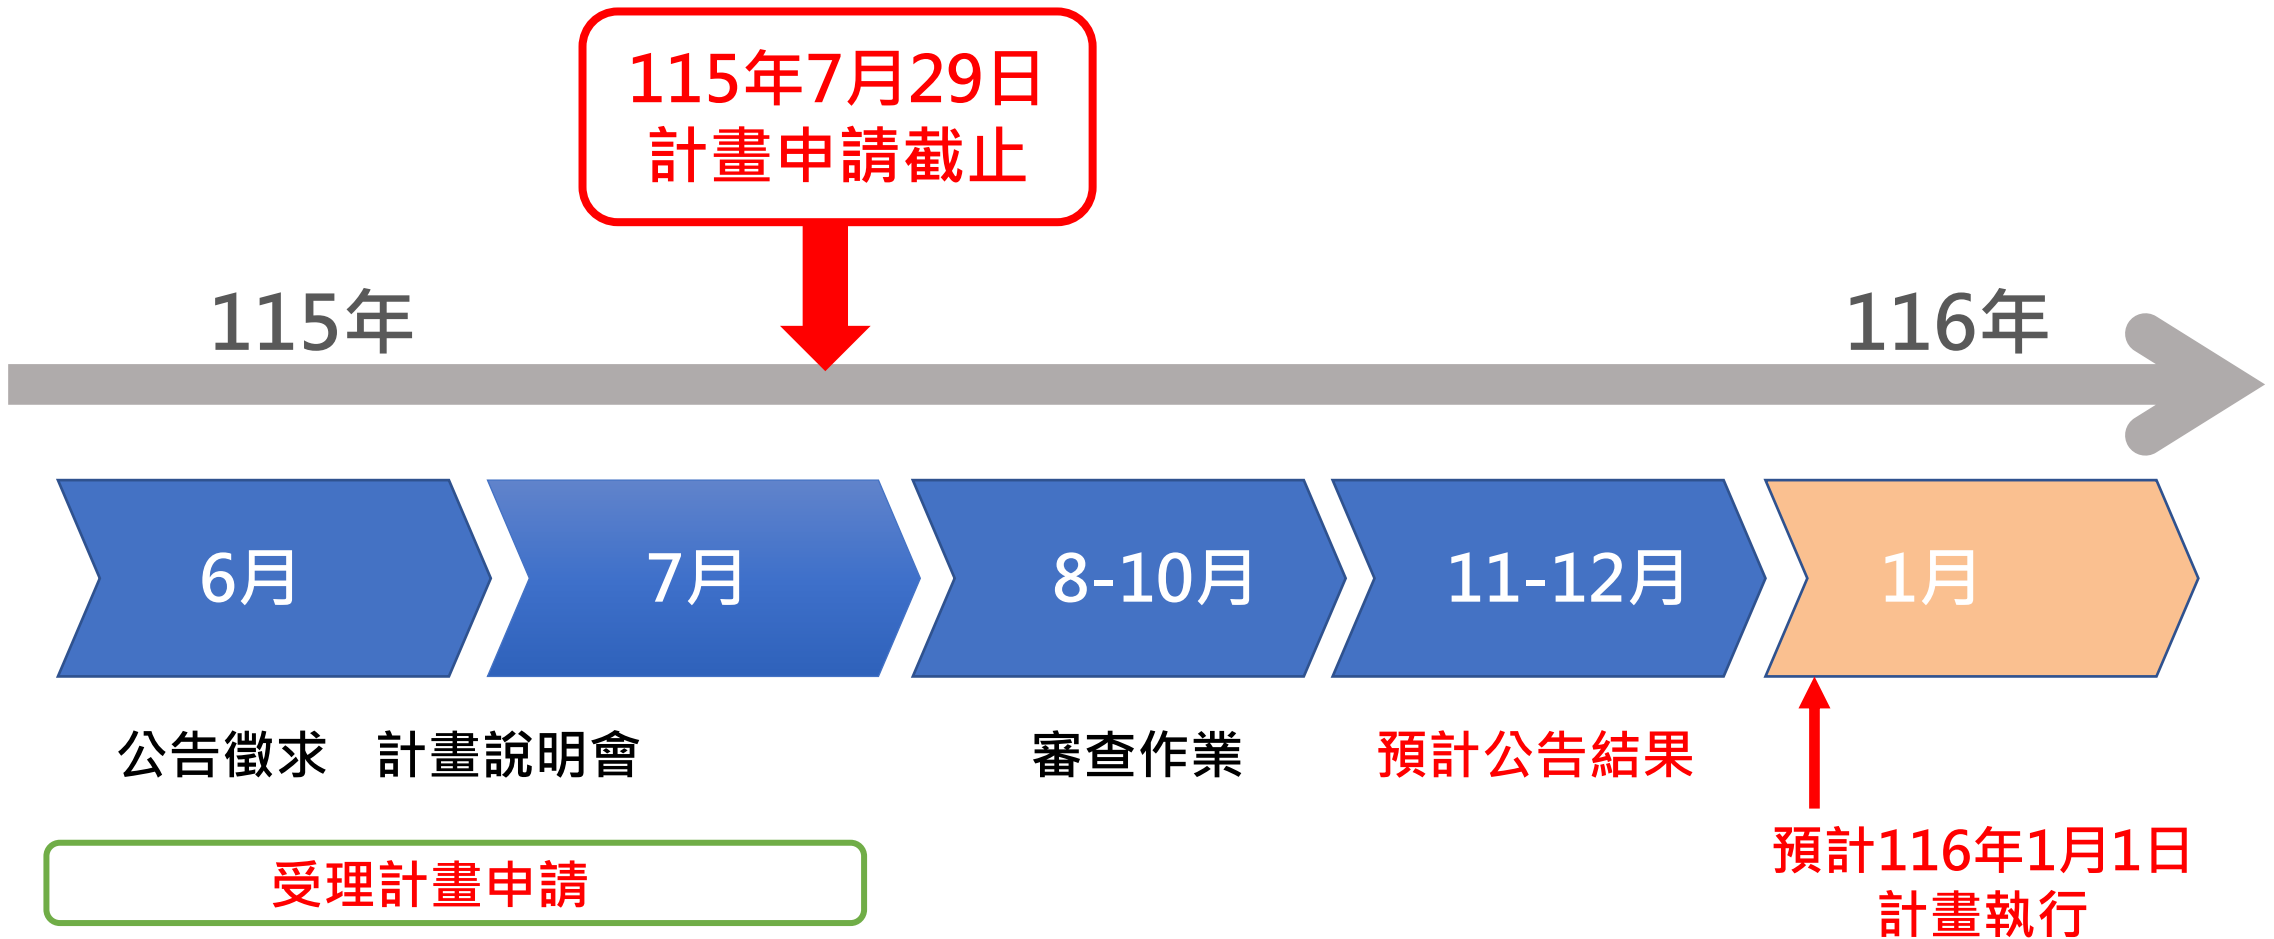 115年7月29日
計畫申請截止
115年
116年
6月
7月
8-10月
11-12月
1月
公告徵求 計畫說明會
審查作業
預計公告結果
預計116年1月1日
計畫執行
受理計畫申請